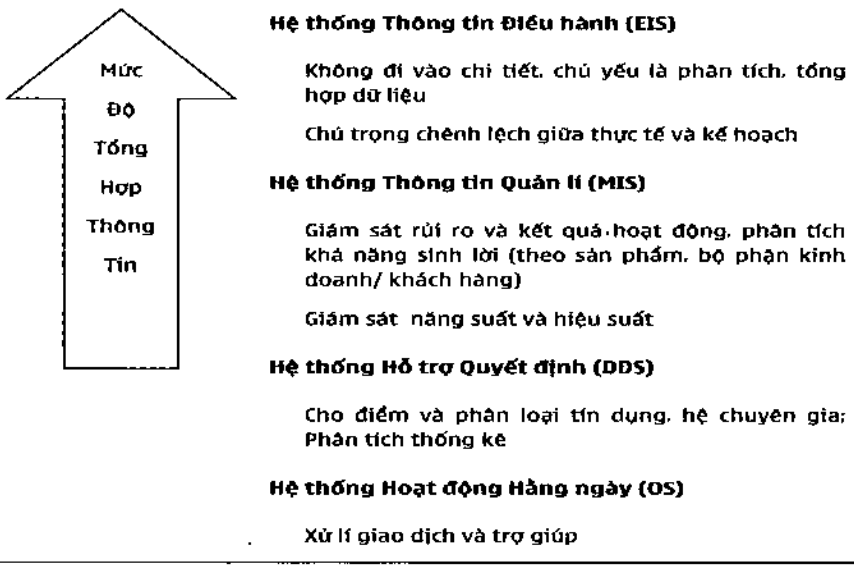 Mức
Độ
Tổng
Hợp
Thông
Tin
Hệ thống Thông tin Điều hành (EIS)
Không đi vào chi tiết, chủ yếu là phân tích, tổng
hợp dữ liệu
Chú trọng chênh lệch giữa thực tế và kế hoạch
Hệ thống Thông tin Quản lí (MIS)
Giám sát rủi ro và kết quả hoạt động, phân tích
khả năng sinh lời (theo sản phẩm, bộ phận kinh
doanh/ khách hàng)
Giám sát năng suất và hiệu suất
Hệ thống Hỗ trợ Quyết định (DDS)
Cho điểm và phân loại tín dụng, hệ chuyên gia;
Phân tích thống kê
Hệ thống Hoạt động Hằng ngày (OS)
Xử lí giao dịch và trợ giúp